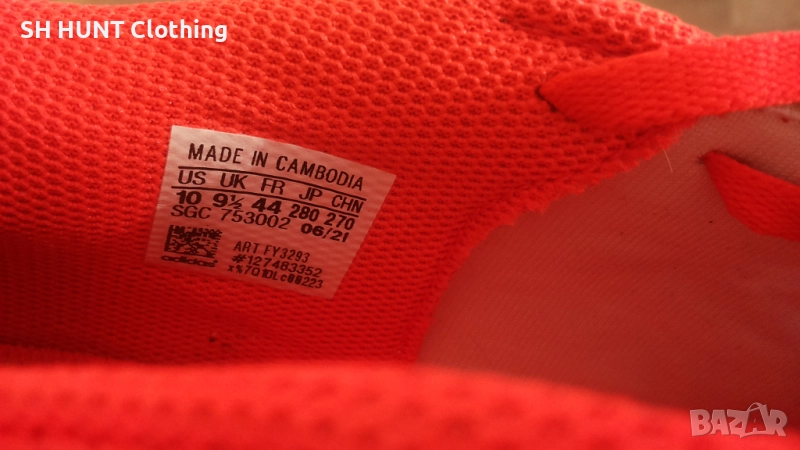 SH HUNT Clothing
MADE IN CAMBODIA
US UK FR JP CHN
10 9½ 44 280 270
SGC 753002 06/21
ART FY3293
adidas #127483352
x%7Q1DLc88223
BAZAR